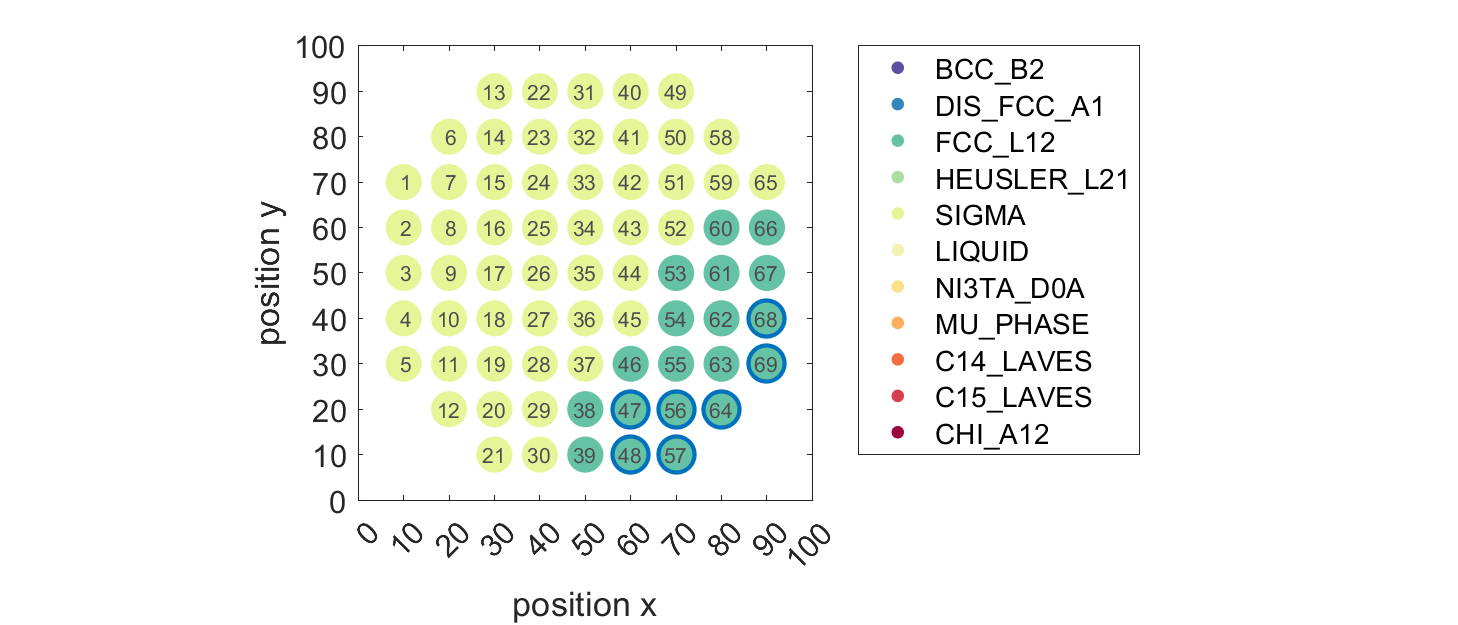 100
90 13 22 31 40 49
80 6 14 23 32 41 50 58
70 1 7 15 24 33 42 51 59 65
60 2 8 16 25 34 43 52 60 66
50 3 9 17 26 35 44 53 61 67
40 4 10 18 27 36 45 54 62 68
30 5 11 19 28 37 46 55 63 69
20 12 20 29 38 47 56 64
10 21 30 39 48 57
0
0 10 20 30 40 50 60 70 80 90 100
position x
position y
BCC_B2
DIS_FCC_A1
FCC_L12
HEUSLER_L21
SIGMA
LIQUID
NI3TA_D0A
MU_PHASE
C14_LAVES
C15_LAVES
CHI_A12